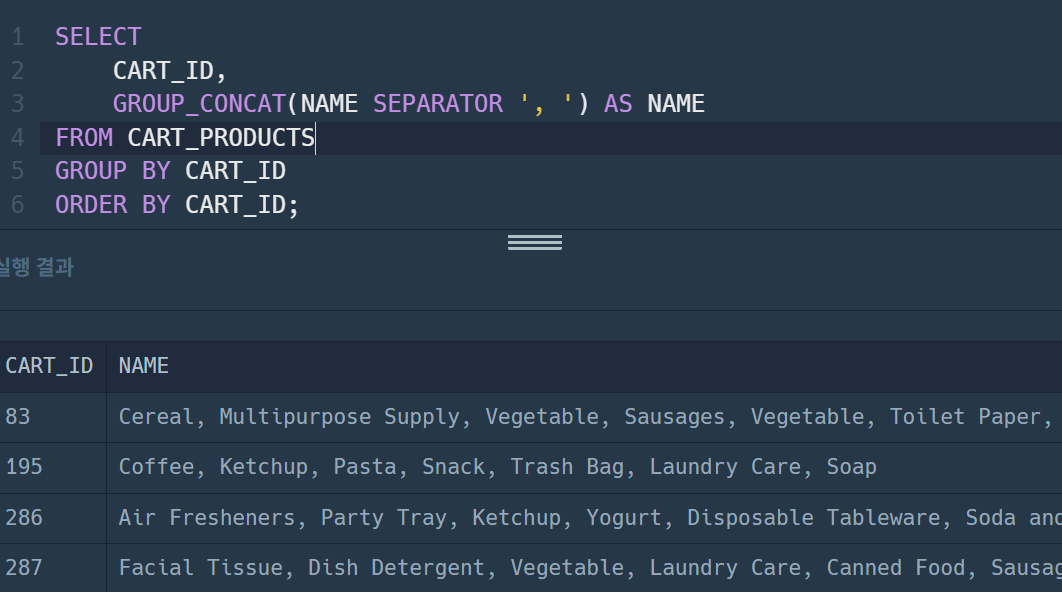 1 SELECT
2 CART_ID,
3 GROUP_CONCAT(NAME SEPARATOR ', ') AS NAME
4 FROM CART_PRODUCTS
5 GROUP BY CART_ID
6 ORDER BY CART_ID;
실행 결과
CART_ID NAME
83 Cereal, Multipurpose Supply, Vegetable, Sausages, Vegetable, Toilet Paper,
195 Coffee, Ketchup, Pasta, Snack, Trash Bag, Laundry Care, Soap
286 Air Fresheners, Party Tray, Ketchup, Yogurt, Disposable Tableware, Soda and
287 Facial Tissue, Dish Detergent, Vegetable, Laundry Care, Canned Food, Sausag